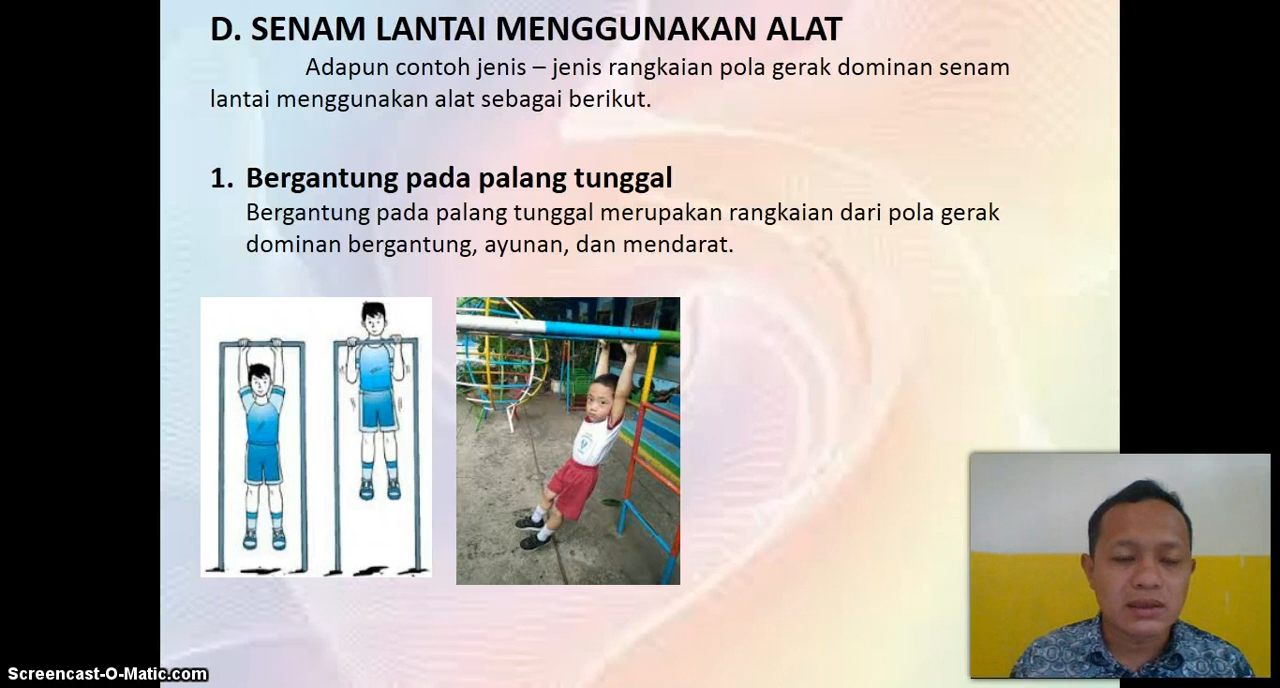 D. SENAM LANTAI MENGGUNAKAN ALAT
Adapun contoh jenis – jenis rangkaian pola gerak dominan senam
lantai menggunakan alat sebagai berikut.
1. Bergantung pada palang tunggal
Bergantung pada palang tunggal merupakan rangkaian dari pola gerak
dominan bergantung, ayunan, dan mendarat.
Screencast-O-Matic.com